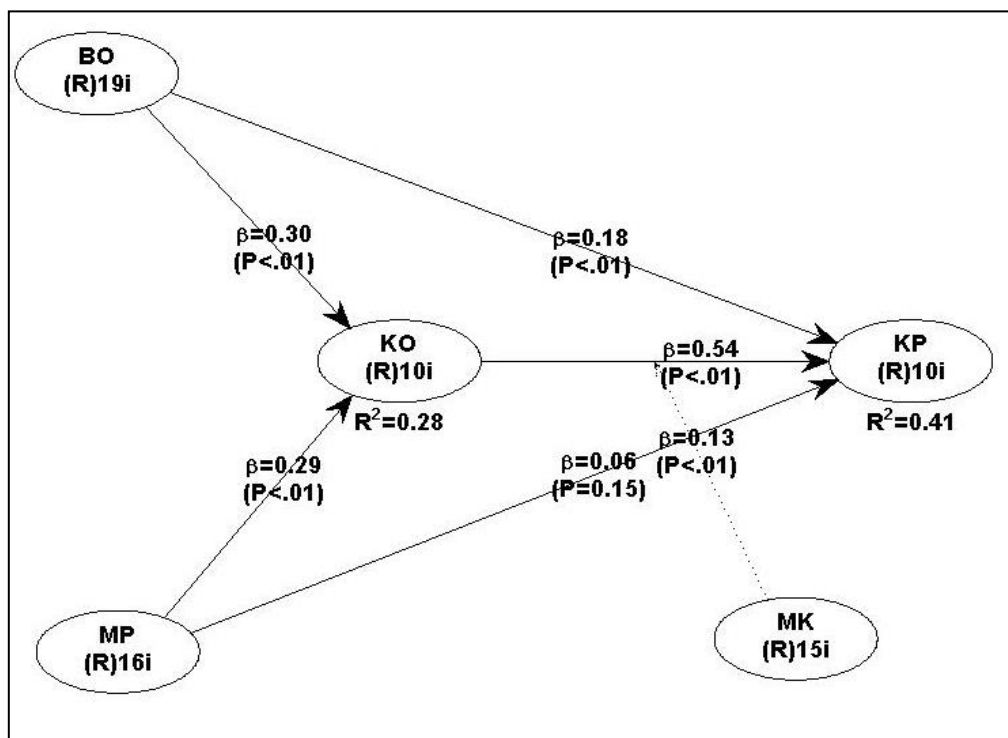 BO
(R)19i
β=0.30
(P<.01)
β=0.18
(P<.01)
KO
(R)10i
R²=0.28
β=0.54
(P<.01)
KP
(R)10i
R²=0.41
β=0.29
(P<.01)
β=0.06
(P=0.15)
β=0.13
(P<.01)
MP
(R)16i
MK
(R)15i